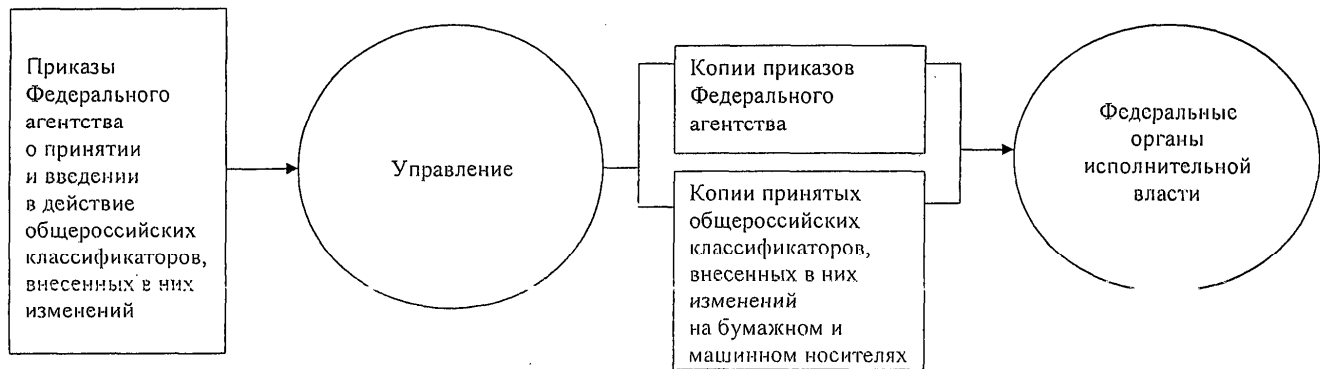 Приказы
Федерального
агентства
о принятии
и введении
в действие
общероссийских
классификаторов,
внесенных в них
изменений
Управление
Копии приказов
Федерального
агентства
Копии принятых
общероссийских
классификаторов,
внесенных в них
изменений
на бумажном и
машинном носителях
Федеральные
органы
исполнительной
власти